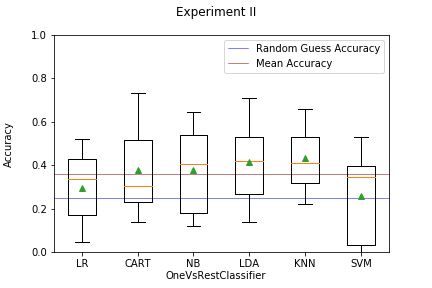 Experiment II
Random Guess Accuracy
Mean Accuracy
Accuracy
1.0
0.8
0.6
0.4
0.2
0.0
LR CART NB LDA KNN SVM
OneVsRestClassifier